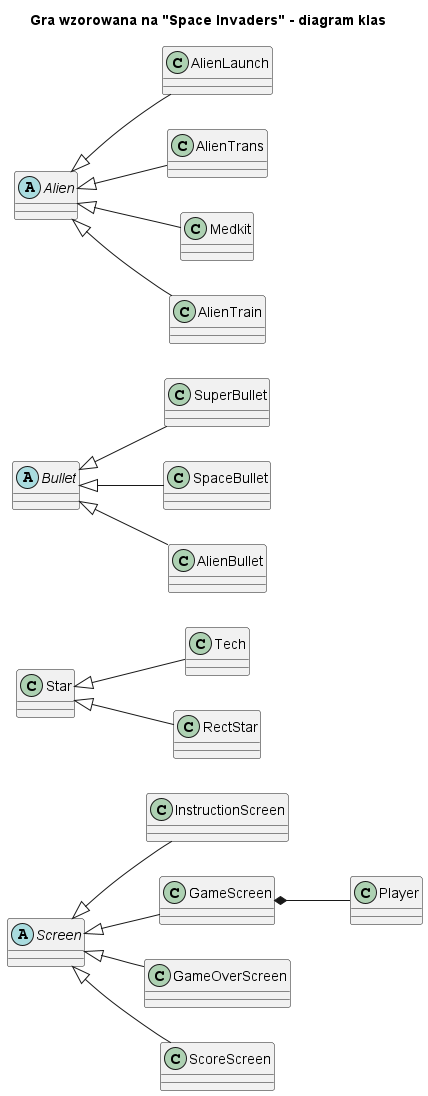 Gra wzorowana na "Space Invaders" - diagram klas
C AlienLaunch
C AlienTrans
A Alien
C Medkit
C AlienTrain
C SuperBullet
A Bullet
C SpaceBullet
C AlienBullet
C Tech
C Star
C RectStar
C InstructionScreen
C GameScreen
C Player
A Screen
C GameOverScreen
C ScoreScreen